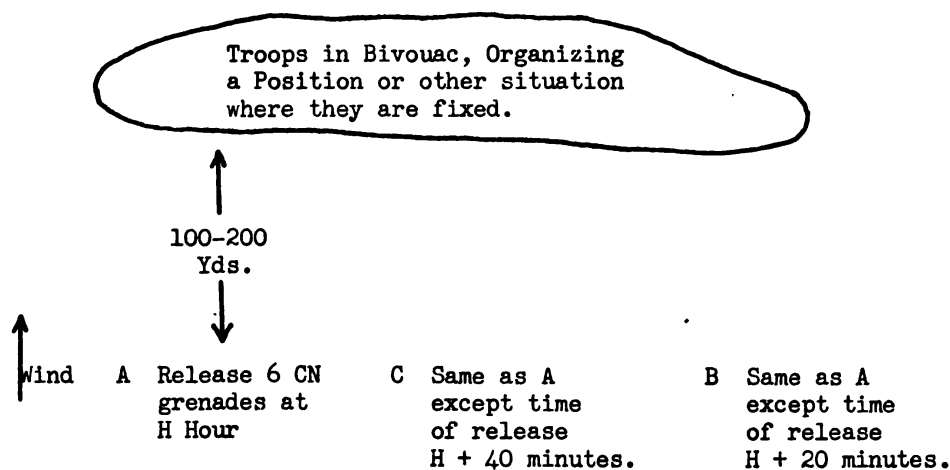 Troops in Bivouac, Organizing
a Position or other situation
where they are fixed.
100-200
Yds.
Wind
A Release 6 CN
grenades at
H Hour
C Same as A
except time
of release
H + 40 minutes.
B Same as A
except time
of release
H + 20 minutes.